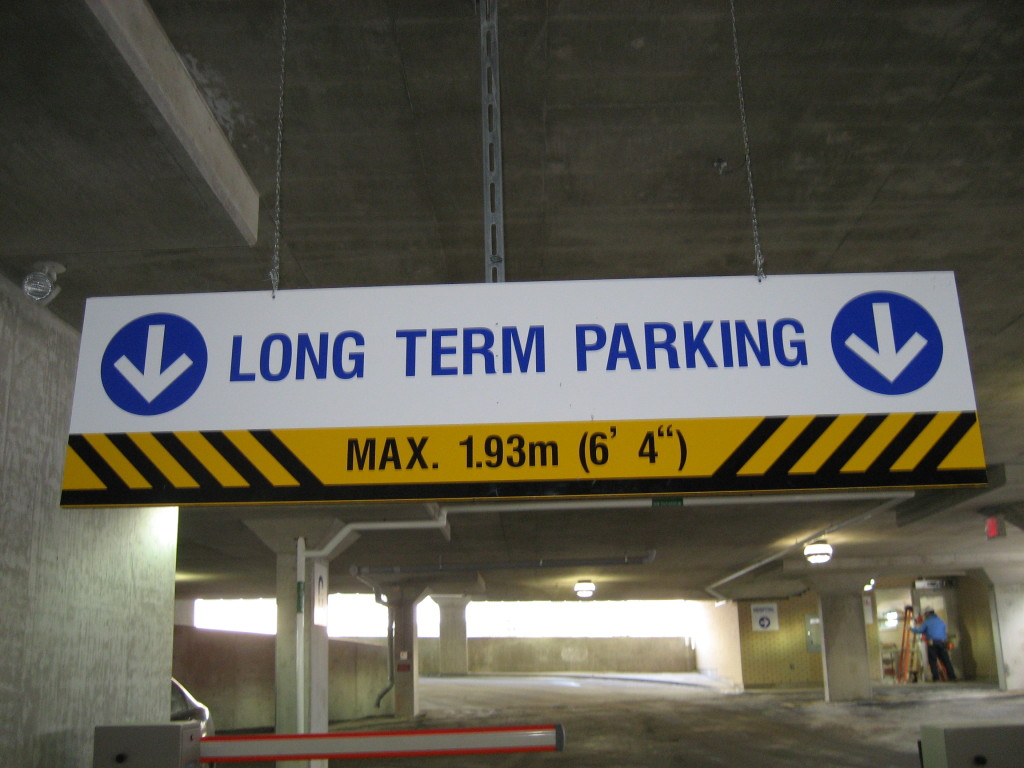 LONG TERM PARKING
MAX. 1.93m (6' 4")